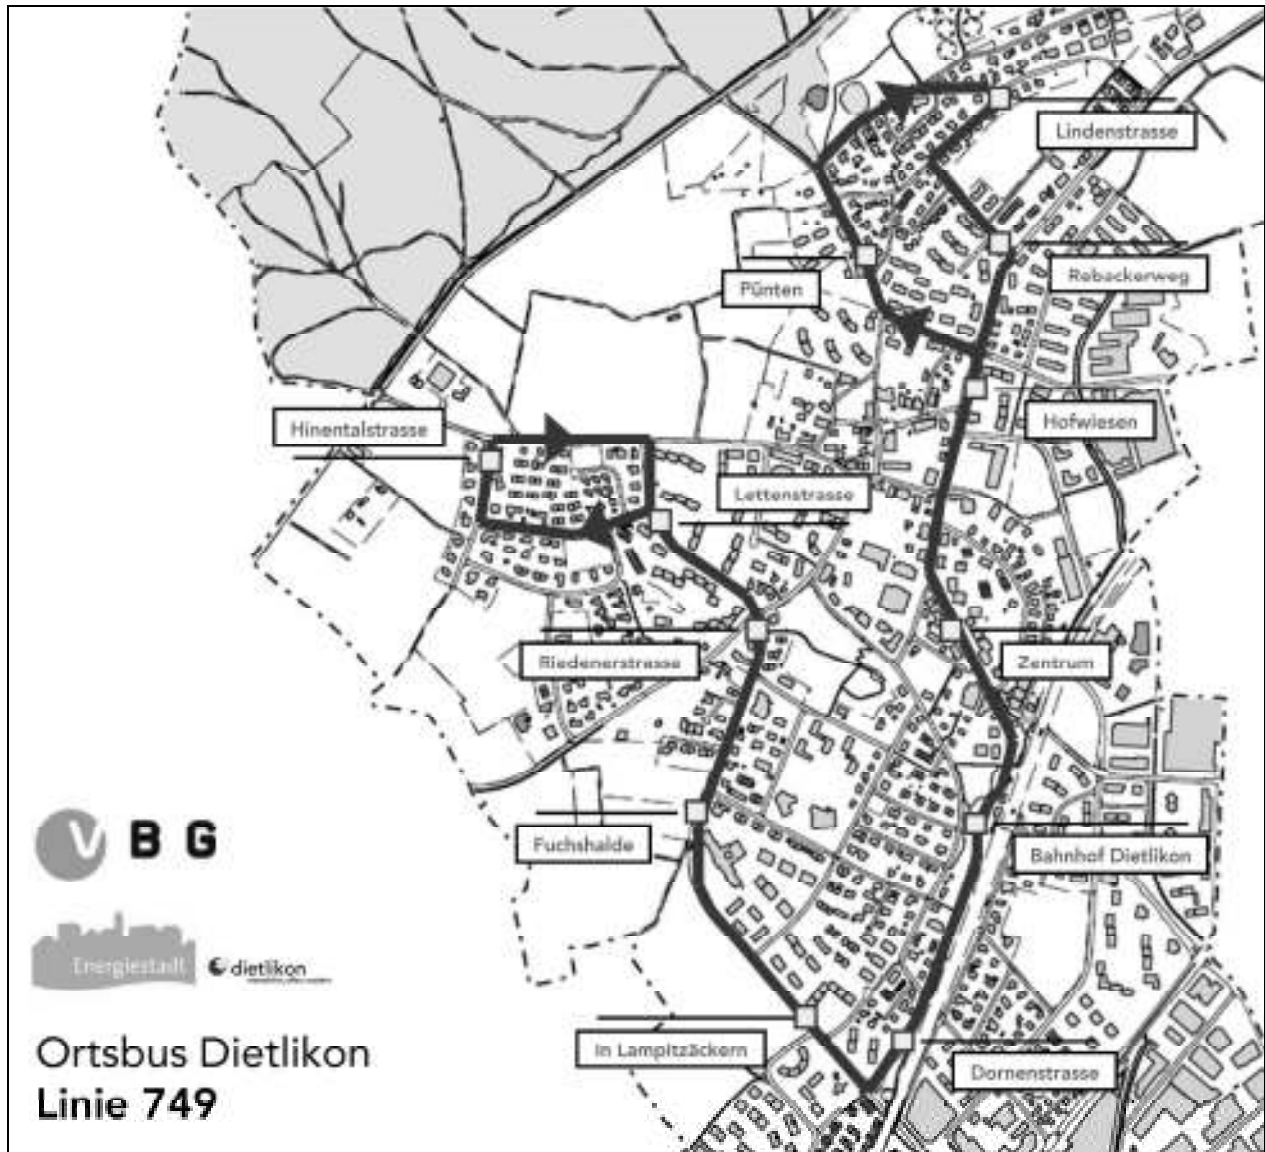 Lindenstrasse
Rebackerweg
Pünten
Hofwiesen
Hinentalstrasse
Lettenstrasse
Riedenerstrasse
Zentrum
Fuchshalde
Bahnhof Dietlikon
In Lampitzäckern
Dornenstrasse
V B G
Energiestadt
dietlikon
Ortsbus Dietlikon
Linie 749